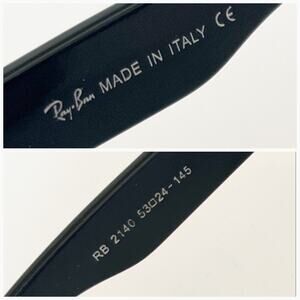 Ray-Ban MADE IN ITALY CE
RB 2140 53□24-145